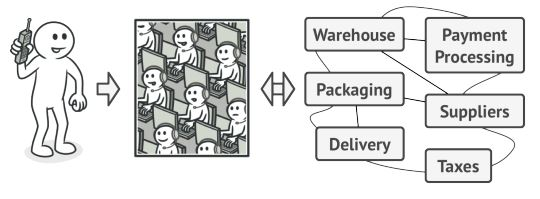 Warehouse
Payment
Processing
Packaging
Suppliers
Delivery
Taxes